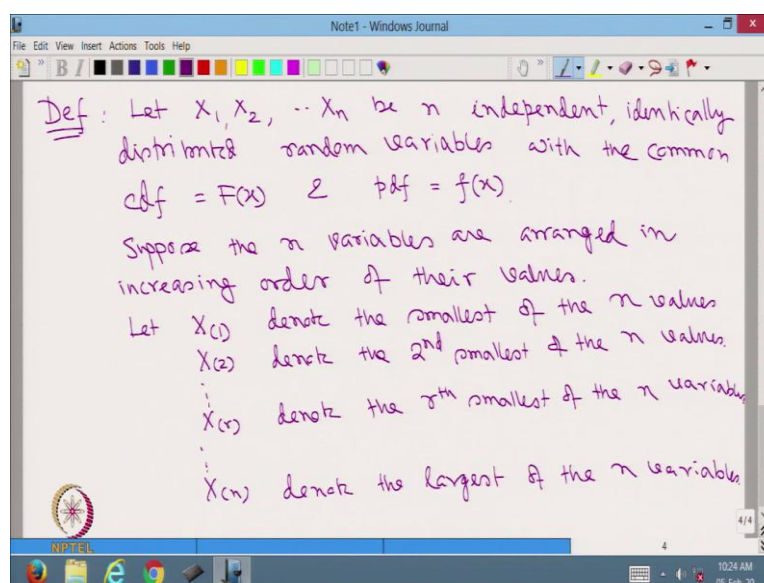 Note1 - Windows Journal
File Edit View Insert Actions Tools Help
B I
Def : Let X₁, X₂, .. Xₙ be n independent, identically
distributed random variables with the common
cdf = F(x) & pdf = f(x).
Suppose the n variables are arranged in
increasing order of their values.
Let X(1) denote the smallest of the n values
X(2) denote the 2nd smallest of the n values.
⋮
X(r) denote the rth smallest of the n variables
⋮
X(n) denote the largest of the n variables.
4/4
NPTEL
4
10:24 AM
05-Feb-20